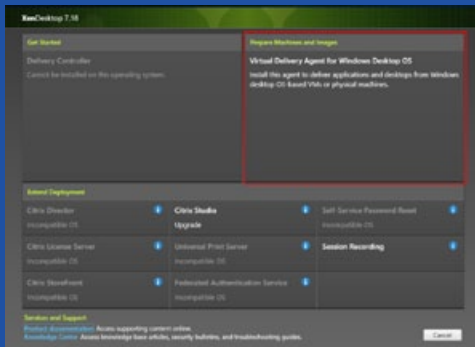 XenDesktop 7.18
Get Started
Delivery Controller
Cannot be installed on this operating system.
Prepare Machines and Images
Virtual Delivery Agent for Windows Desktop OS
Install this agent to deliver applications and desktops from Windows
desktop OS-based VMs or physical machines.
Extend Deployment
Citrix Director
Incompatible OS
Citrix Studio
Upgrade
Self-Service Password Reset
Incompatible OS
Citrix License Server
Incompatible OS
Universal Print Server
Incompatible OS
Session Recording
Citrix StoreFront
Incompatible OS
Federated Authentication Service
Incompatible OS
Services and Support
Product documentation Access supporting content online.
Knowledge Center Access knowledge base articles, security bulletins, and troubleshooting guides.
Cancel